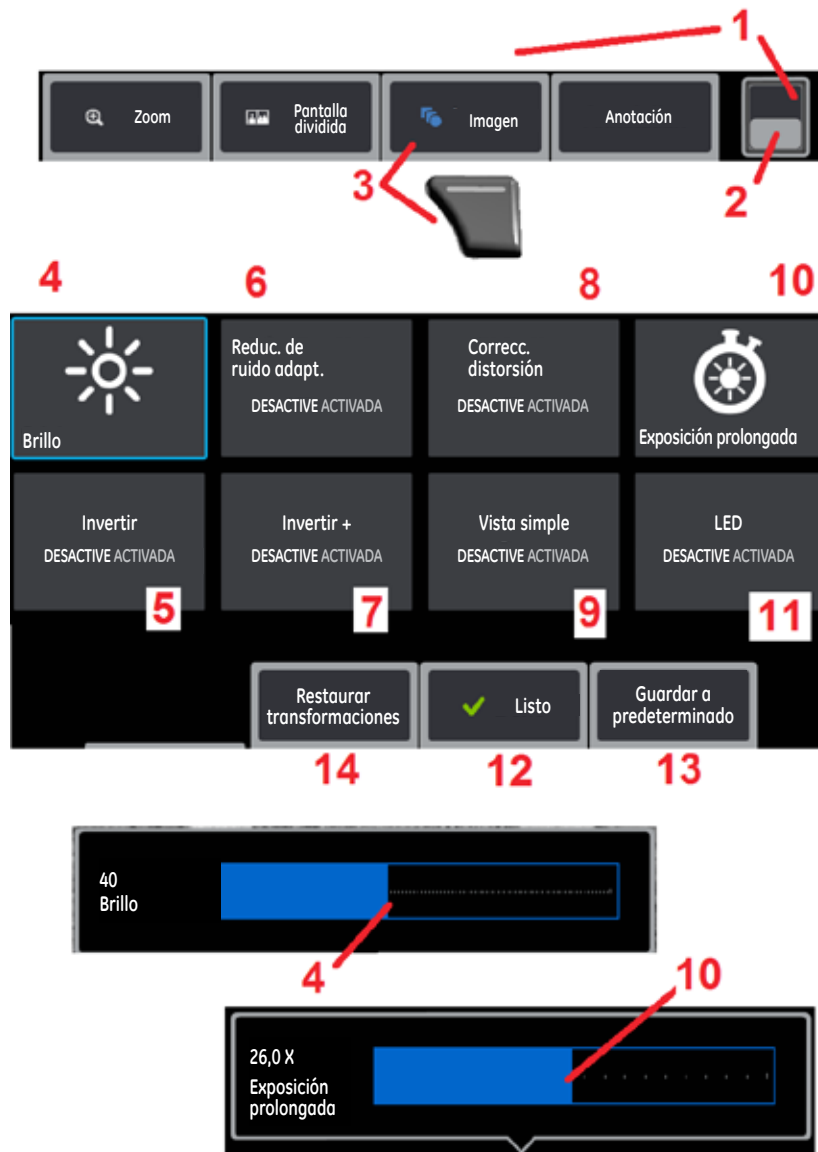 1
Zoom
Pantalla
dividida
Imagen
Anotación
3
2
4
6
8
10
Brillo
Reduc. de
ruido adapt.
DESACTIVE ACTIVADA
Correcc.
distorsión
DESACTIVE ACTIVADA
Exposición prolongada
Invertir
DESACTIVE ACTIVADA
5
Invertir +
DESACTIVE ACTIVADA
7
Vista simple
DESACTIVE ACTIVADA
9
LED
DESACTIVE ACTIVADA
11
Restaurar
transformaciones
Listo
Guardar a
predeterminado
14
12
13
40
Brillo
4
10
26,0 X
Exposición
prolongada